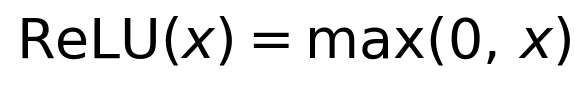 ReLU(x) = max(0, x)